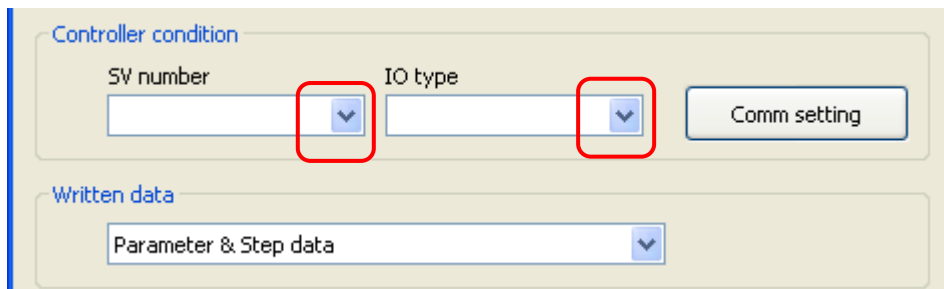 Controller condition
SV number IO type
Comm setting
Written data
Parameter & Step data